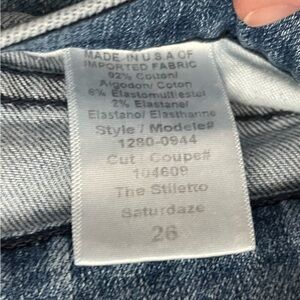 MADE IN U S A OF
IMPORTED FABRIC
92% Cotton/
Algodon/ Coton
6% Elastomultiester
2% Elastane/
Elastano/ Elasthanne
Style / Modele#
1280-0944
Cut / Coupe#
104609
The Stiletto
Saturdaze
26